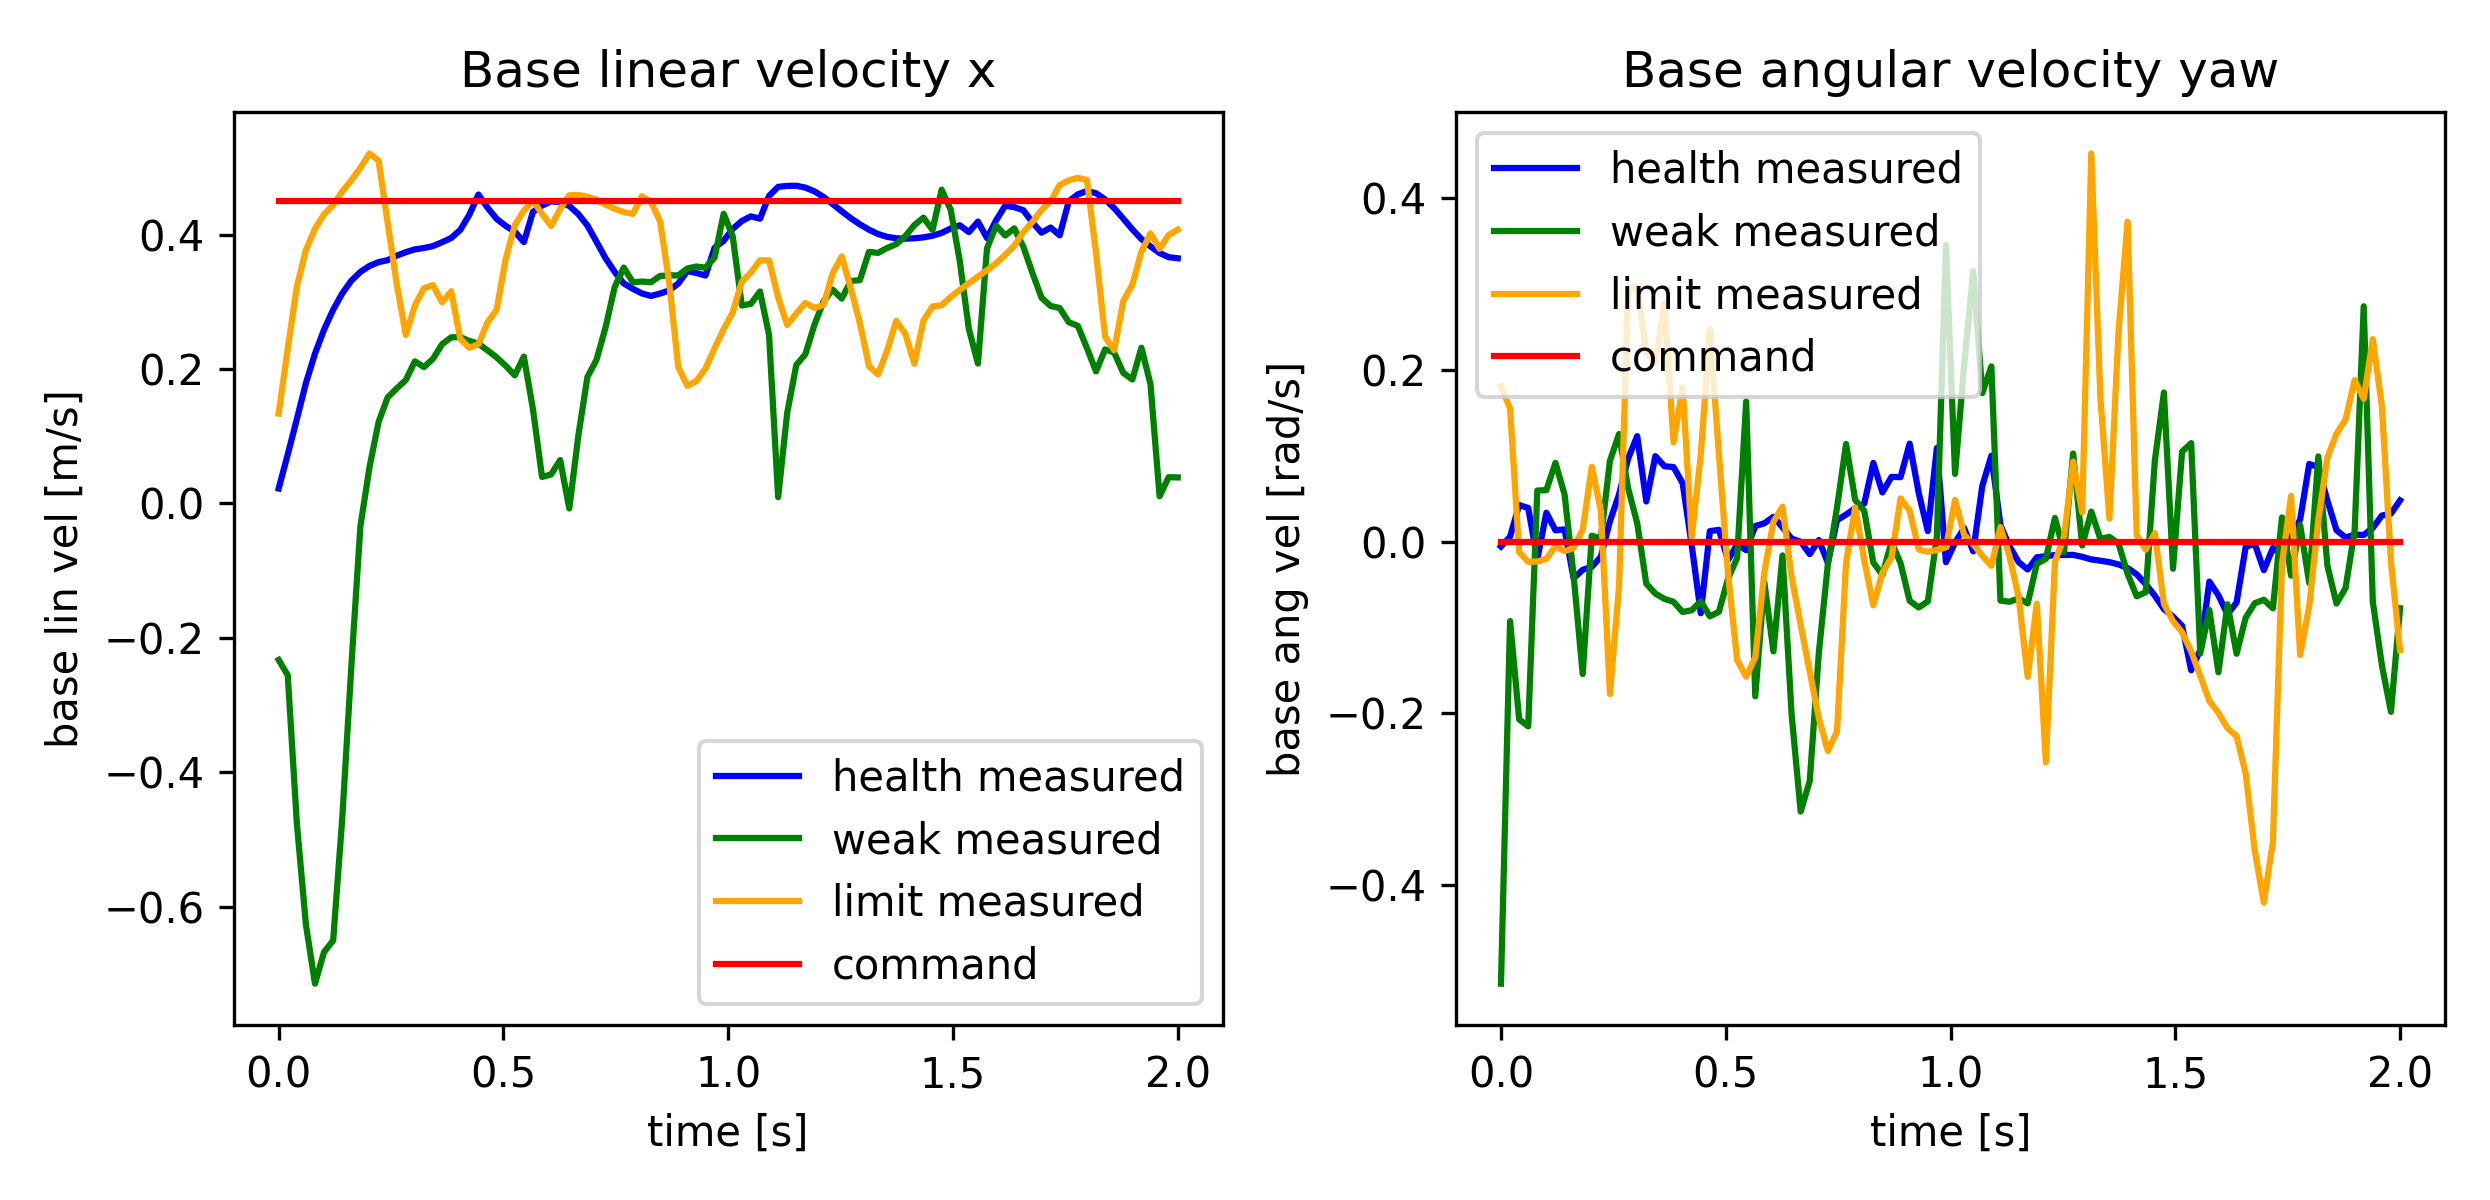 Base linear velocity x
base lin vel [m/s]
0.4
0.2
0.0
−0.2
−0.4
−0.6
health measured
weak measured
limit measured
command
0.0 0.5 1.0 1.5 2.0
time [s]
Base angular velocity yaw
base ang vel [rad/s]
0.4
0.2
0.0
−0.2
−0.4
health measured
weak measured
limit measured
command
0.0 0.5 1.0 1.5 2.0
time [s]